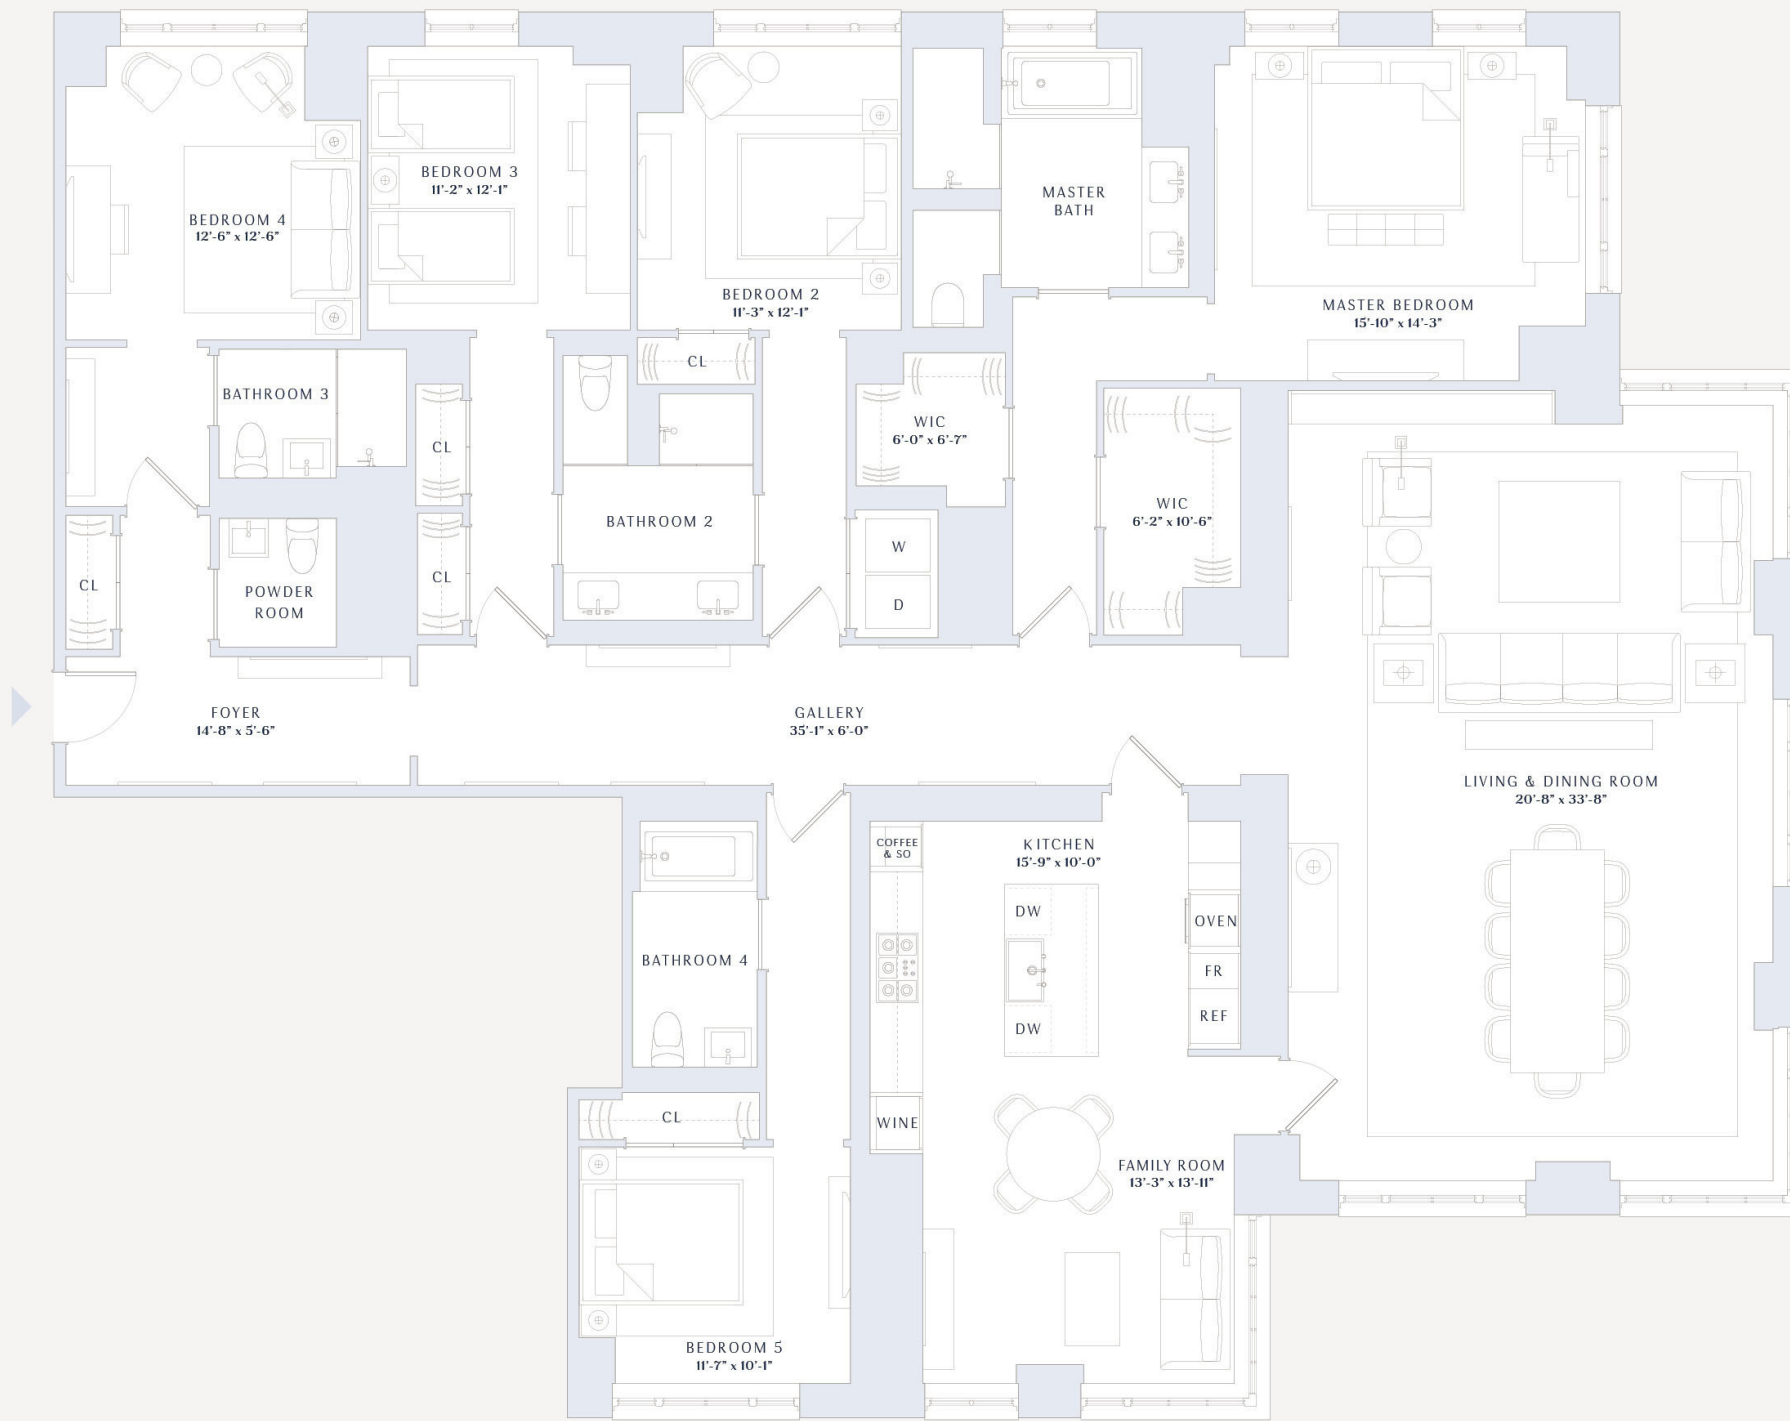 BEDROOM 4
12'-6" x 12'-6"
BEDROOM 3
11'-2" x 12'-1"
BEDROOM 2
11'-3" x 12'-1"
MASTER
BATH
MASTER BEDROOM
15'-10" x 14'-3"
BATHROOM 3
CL
CL
CL
WIC
6'-0" x 6'-7"
WIC
6'-2" x 10'-6"
BATHROOM 2
W
D
CL
CL
POWDER
ROOM
FOYER
14'-8" x 5'-6"
GALLERY
35'-1" x 6'-0"
LIVING & DINING ROOM
20'-8" x 33'-8"
COFFEE
& SO
KITCHEN
15'-9" x 10'-0"
DW
OVEN
BATHROOM 4
FR
REF
DW
CL
WINE
FAMILY ROOM
13'-3" x 13'-11"
BEDROOM 5
11'-7" x 10'-1"